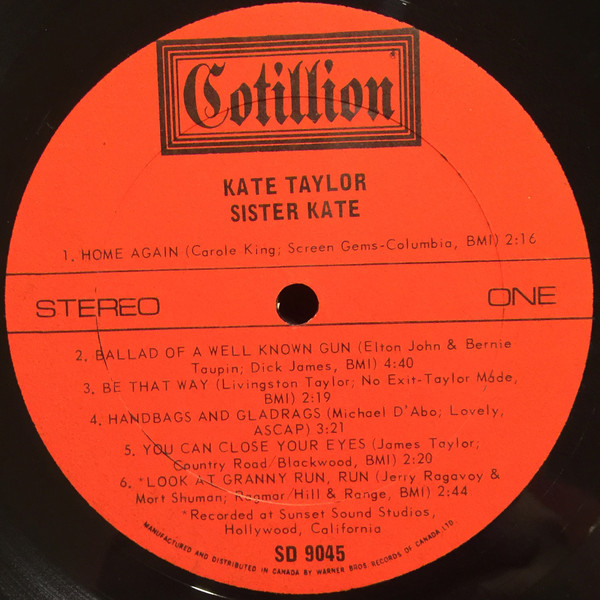 Cotillion
KATE TAYLOR
SISTER KATE
1. HOME AGAIN (Carole King; Screen Gems-Columbia, BMI) 2:16
STEREO ONE
2. BALLAD OF A WELL KNOWN GUN (Elton John & Bernie
Taupin; Dick James, BMI) 4:40
3. BE THAT WAY (Livingston Taylor; No Exit-Taylor Made,
BMI) 2:19
4. HANDBAGS AND GLADRAGS (Michael D'Abo; Lovely,
ASCAP) 3:21
5. YOU CAN CLOSE YOUR EYES (James Taylor;
Country Road/Blackwood, BMI) 2:20
6. *LOOK AT GRANNY RUN, RUN (Jerry Ragavoy &
Mort Shuman; Ragmar/Hill & Range, BMI) 2:44
*Recorded at Sunset Sound Studios,
Hollywood, California
SD 9045
MANUFACTURED AND DISTRIBUTED IN CANADA BY WARNER BROS. RECORDS OF CANADA, LTD.